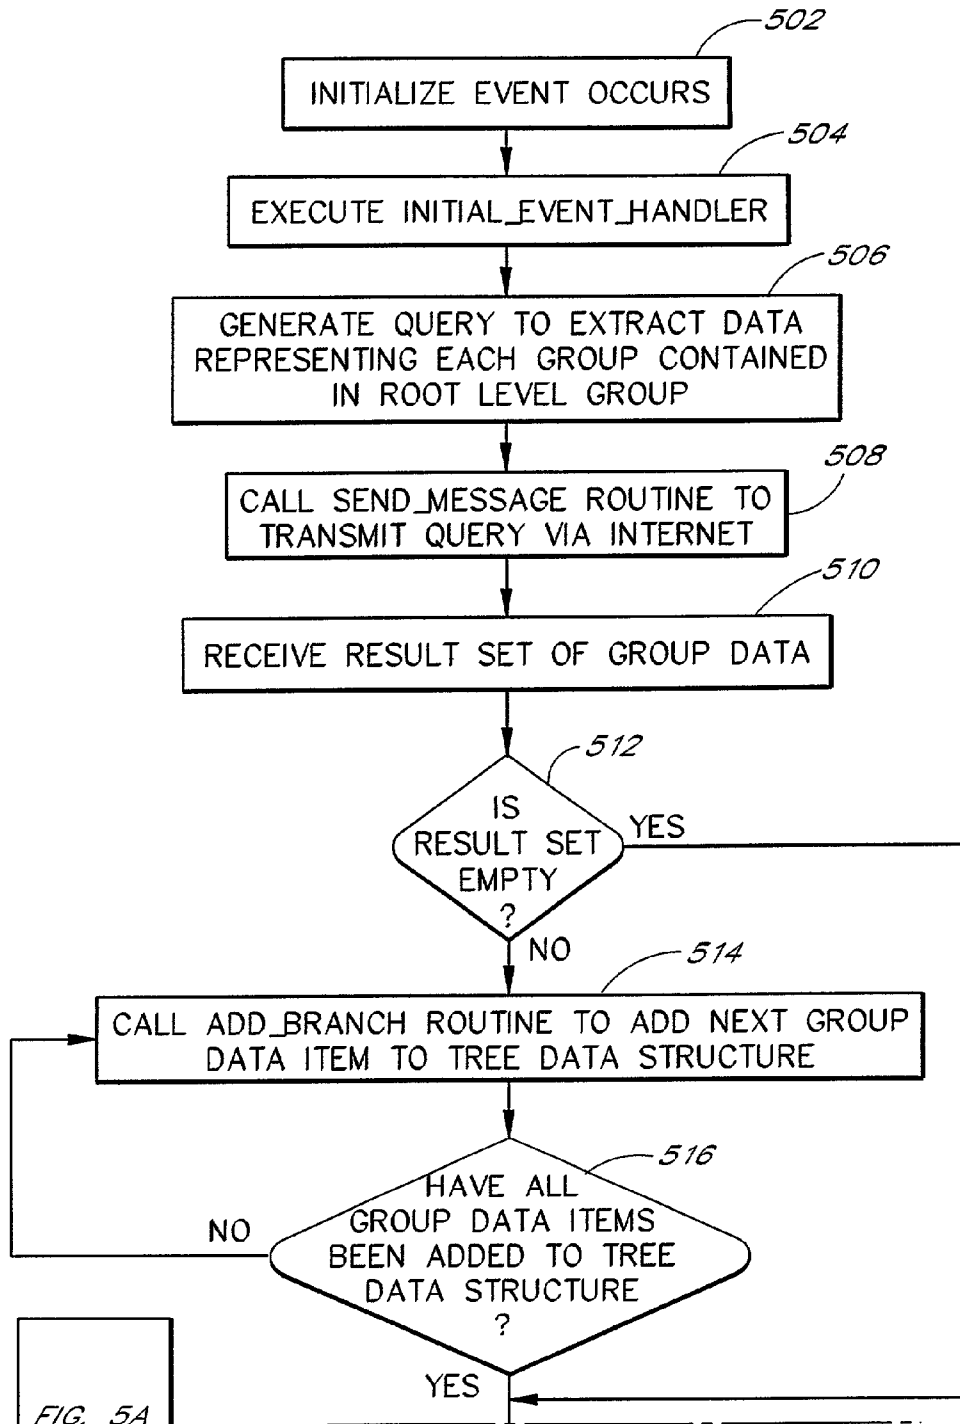 502
INITIALIZE EVENT OCCURS
504
EXECUTE INITIAL_EVENT_HANDLER
506
GENERATE QUERY TO EXTRACT DATA
REPRESENTING EACH GROUP CONTAINED
IN ROOT LEVEL GROUP
508
CALL SEND_MESSAGE ROUTINE TO
TRANSMIT QUERY VIA INTERNET
510
RECEIVE RESULT SET OF GROUP DATA
512
IS
RESULT SET
EMPTY
?
YES
NO
514
CALL ADD_BRANCH ROUTINE TO ADD NEXT GROUP
DATA ITEM TO TREE DATA STRUCTURE
516
HAVE ALL
GROUP DATA ITEMS
BEEN ADDED TO TREE
DATA STRUCTURE
?
NO
YES
FIG. 5A